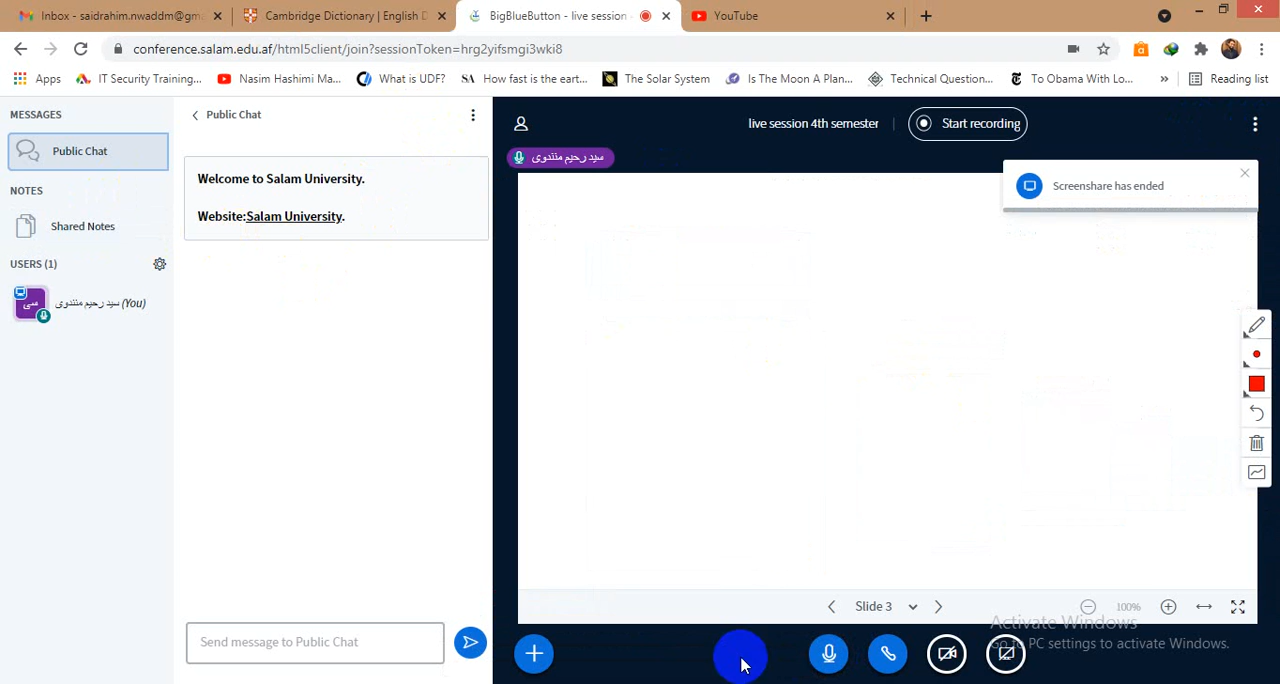 Inbox - saidrahim.nwaddm@gm
Cambridge Dictionary | English D
BigBlueButton - live session
YouTube
conference.salam.edu.af/html5client/join?sessionToken=hrg2yifsmgi3wki8
Apps
IT Security Training...
Nasim Hashimi Ma...
What is UDF?
How fast is the eart...
The Solar System
Is The Moon A Plan...
Technical Question...
To Obama With Lo...
Reading list
MESSAGES
Public Chat
NOTES
Shared Notes
USERS (1)
سید رحیم منندوی (You)
Public Chat
Welcome to Salam University.
Website:Salam University.
Send message to Public Chat
live session 4th semester
Start recording
سید رحیم منندوی
Screenshare has ended
Slide 3
100%
Activate Windows
Go to PC settings to activate Windows.